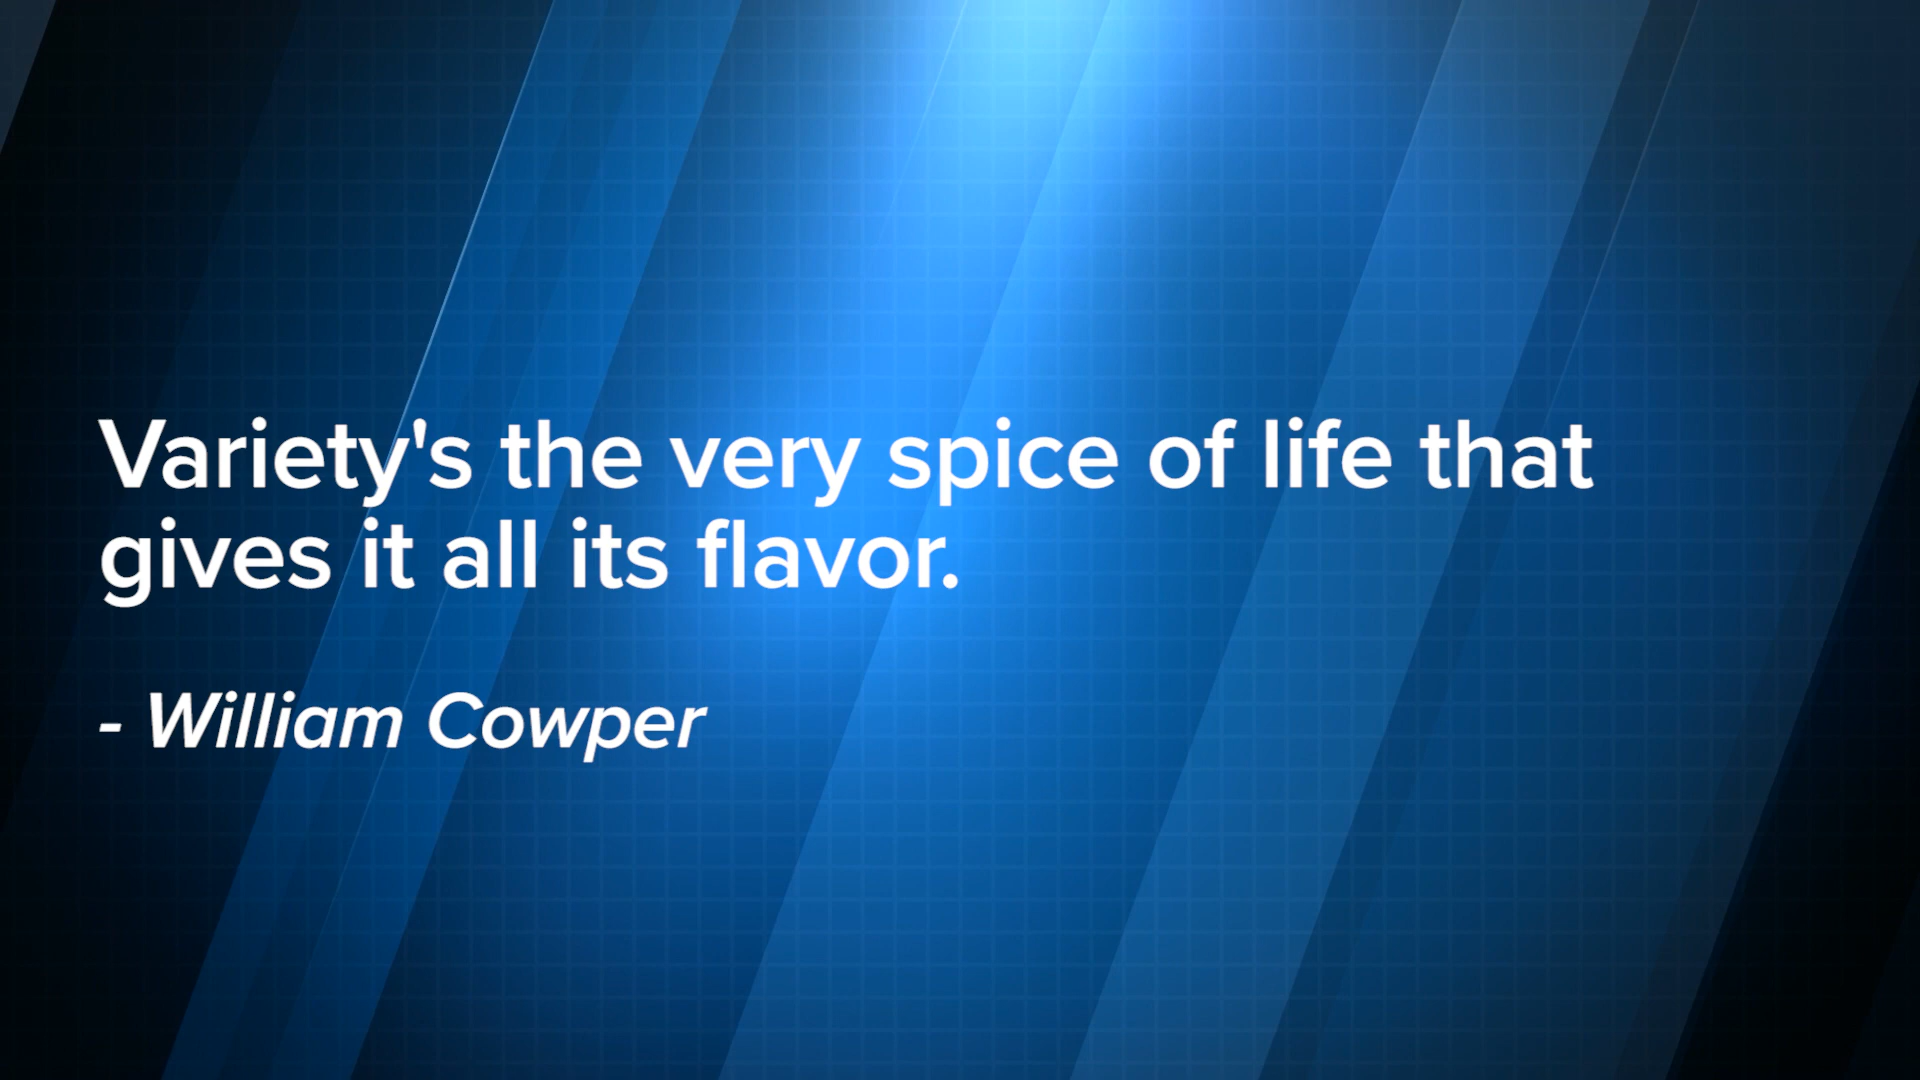 Variety's the very spice of life that
gives it all its flavor.
- William Cowper